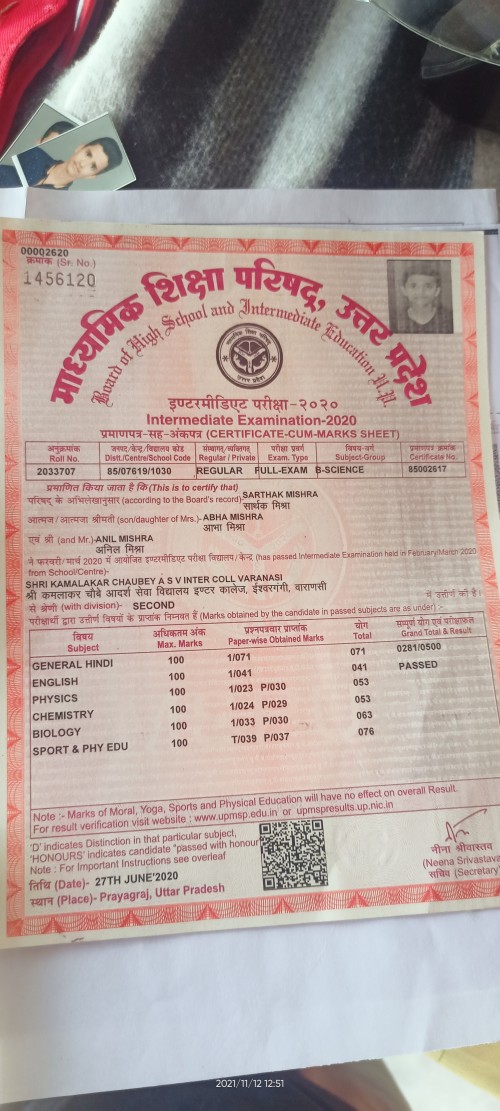 00002620
क्रमांक (Sr. No.)
1456120
माध्यमिक शिक्षा परिषद्, उत्तर प्रदेश
Board of High School and Intermediate Education U.P.
इण्टरमीडिएट परीक्षा-२०२०
Intermediate Examination-2020
प्रमाणपत्र-सह-अंकपत्र (CERTIFICATE-CUM-MARKS SHEET)
अनुक्रमांक जनपद/केन्द्र/विद्यालय कोड संस्थागत/व्यक्तिगत परीक्षा प्रकार विषय-वर्ग प्रमाणपत्र क्रमांक
Roll No. Distt./Centre/School Code Regular / Private Exam. Type Subject-Group Certificate No.
2033707 85/07619/1030 REGULAR FULL-EXAM B-SCIENCE 85002617
प्रमाणित किया जाता है कि (This is to certify that)
परिषद् के अभिलेखानुसार (according to the Board's record)- SARTHAK MISHRA
सार्थक मिश्रा
आत्मज / आत्मजा श्रीमती (son/daughter of Mrs.)- ABHA MISHRA
आभा मिश्रा
एवं श्री (and Mr.)- ANIL MISHRA
अनिल मिश्रा
ने फरवरी/मार्च 2020 में आयोजित इण्टरमीडिएट परीक्षा विद्यालय/ केन्द्र (has passed Intermediate Examination held in February/March 2020
from School/Centre)-
SHRI KAMALAKAR CHAUBEY A S V INTER COLL VARANASI
श्री कमलाकर चौबे आदर्श सेवा विद्यालय इण्टर कालेज, ईश्वरगंगी, वाराणसी
में श्रेणी (with division)- SECOND में उत्तीर्ण की है।
परीक्षार्थी द्वारा उत्तीर्ण विषयों के प्राप्तांक निम्नवत हैं (Marks obtained by the candidate in passed subjects are as under) :-
विषय अधिकतम अंक प्रश्नपत्रवार प्राप्तांक योग सम्पूर्ण योग एवं परीक्षाफल
Subject Max. Marks Paper-wise Obtained Marks Total Grand Total & Result
GENERAL HINDI 100 1/071 071 0281/0500
ENGLISH 100 1/041 041 PASSED
PHYSICS 100 1/023 P/030 053
CHEMISTRY 100 1/024 P/029 053
BIOLOGY 100 1/033 P/030 063
SPORT & PHY EDU 100 T/039 P/037 076
Note :- Marks of Moral, Yoga, Sports and Physical Education will have no effect on overall Result.
For result verification visit website : www.upmsp.edu.in or upmspresults.up.nic.in
'D' indicates Distinction in that particular subject,
'HONOURS' indicates candidate "passed with honour
Note : For Important Instructions see overleaf
तिथि (Date)- 27TH JUNE'2020
स्थान (Place)- Prayagraj, Uttar Pradesh
नीना श्रीवास्तव
(Neena Srivastava
सचिव (Secretary
2021/11/12 12:51